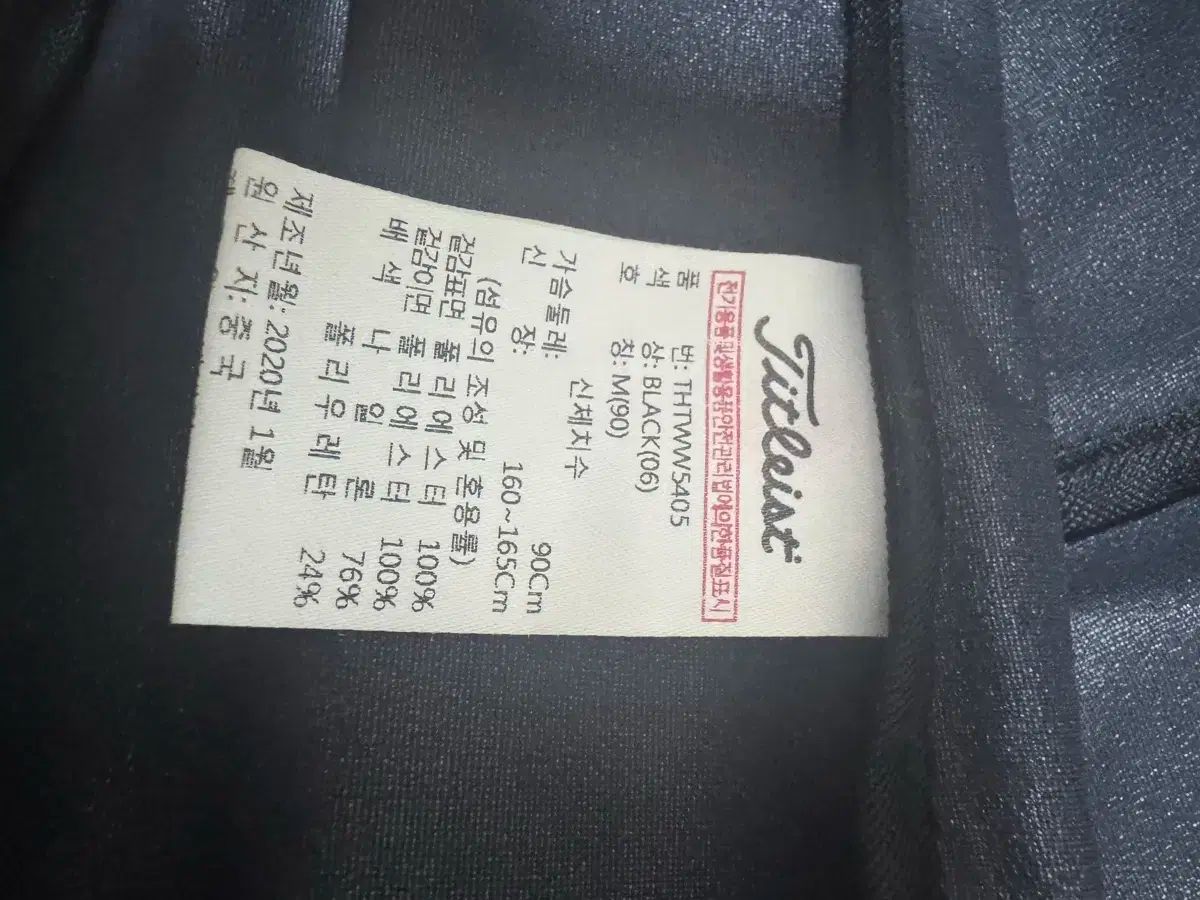 Titleist
전기용품및생활용품안전관리법에의한품질표시
품 번: THTWW5405
색 상: BLACK(06)
호 칭: M(90)
신체치수
가슴둘레: 90Cm
신 장: 160~165Cm
(섬유의 조성 및 혼용률)
겉감표면 폴리에스터 100%
겉감이면 폴리에스터 100%
배 색 나 일 론 76%
폴 리 우 레 탄 24%
제조년월: 2020년 1월
원 산 지: 중 국